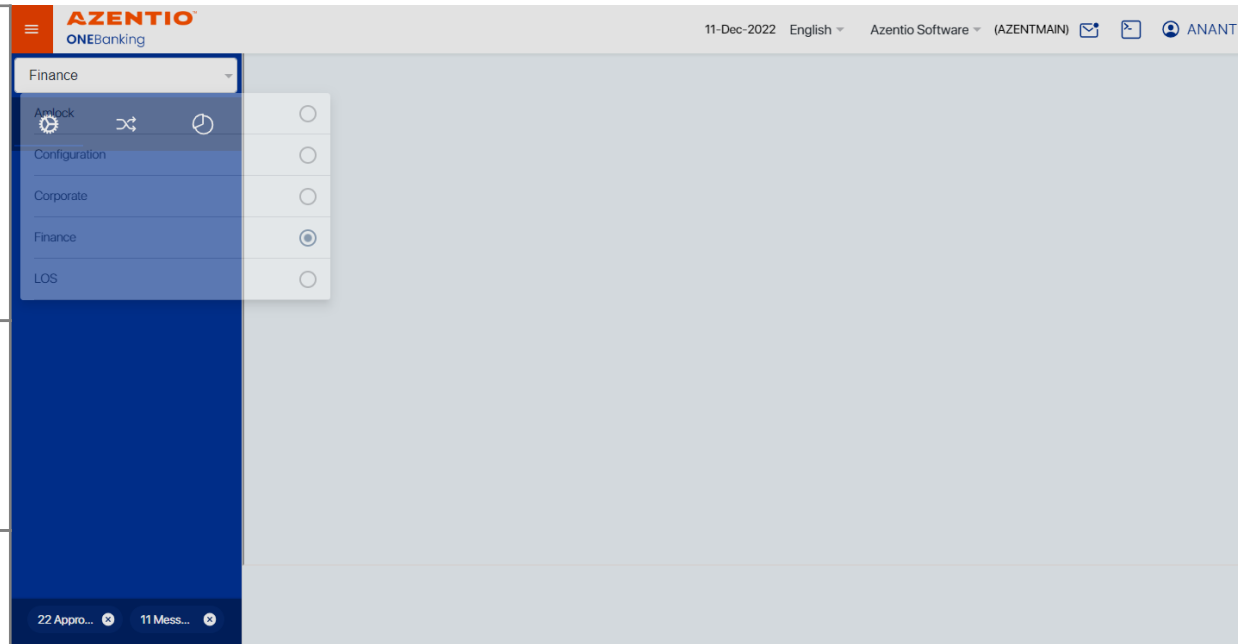 AZENTIO™
ONEBanking
11-Dec-2022 English Azentio Software (AZENTMAIN) ANANT
Finance
Amlock
Configuration
Corporate
Finance
LOS
22 Appro... 11 Mess...